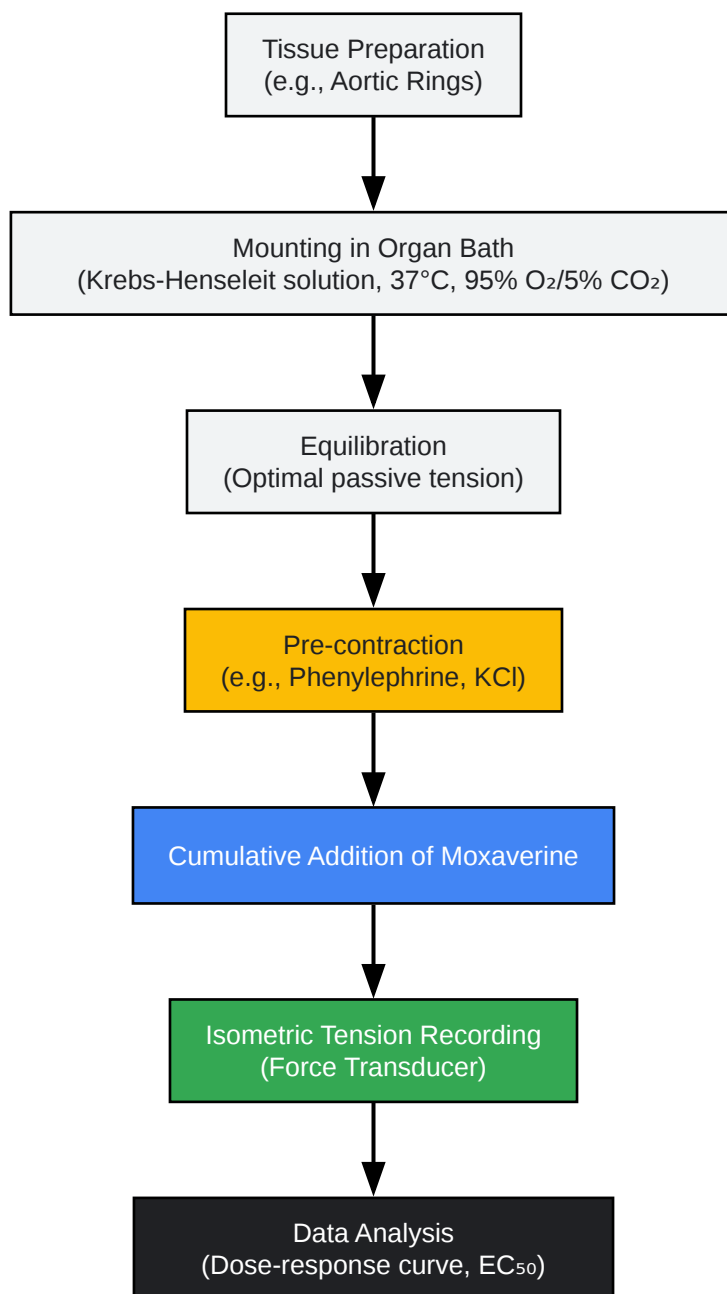 Tissue Preparation
(e.g., Aortic Rings)
Mounting in Organ Bath
(Krebs-Henseleit solution, 37°C, 95% O₂/5% CO₂)
Equilibration
(Optimal passive tension)
Pre-contraction
(e.g., Phenylephrine, KCl)
Cumulative Addition of Moxaverine
Isometric Tension Recording
(Force Transducer)
Data Analysis
(Dose-response curve, EC₅₀)